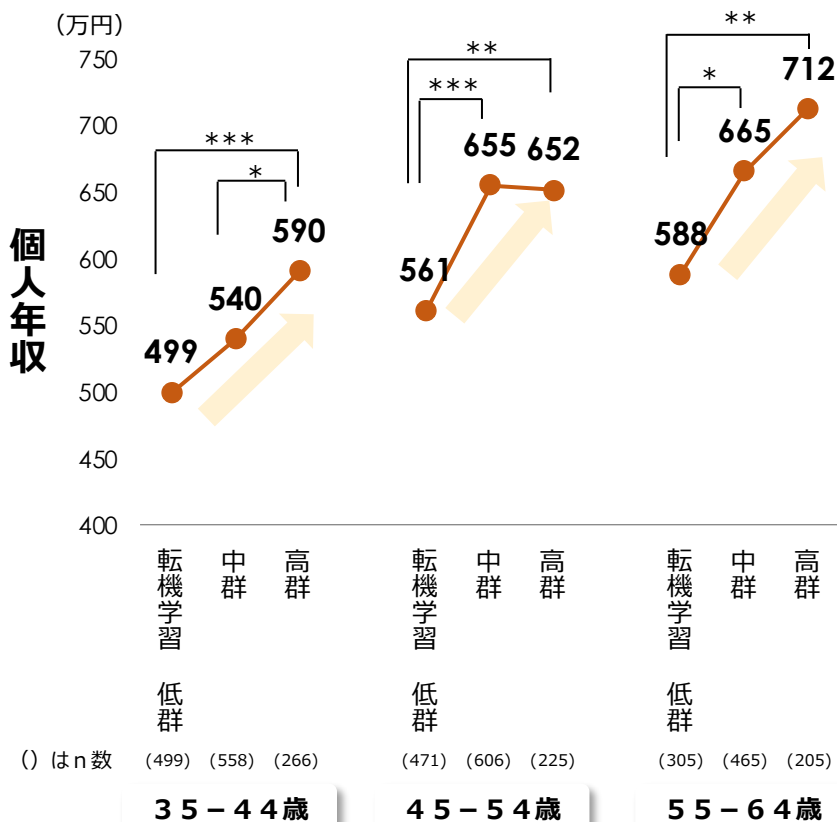 （万円）
750
700
650
600
550
500
450
400
個人年収
***
*
499
540
590
**
***
561
655
652
**
*
588
665
712
転機学習 低群
中群
高群
転機学習 低群
中群
高群
転機学習 低群
中群
高群
（）はｎ数
(499) (558) (266)
(471) (606) (225)
(305) (465) (205)
３５－４４歳
４５－５４歳
５５－６４歳